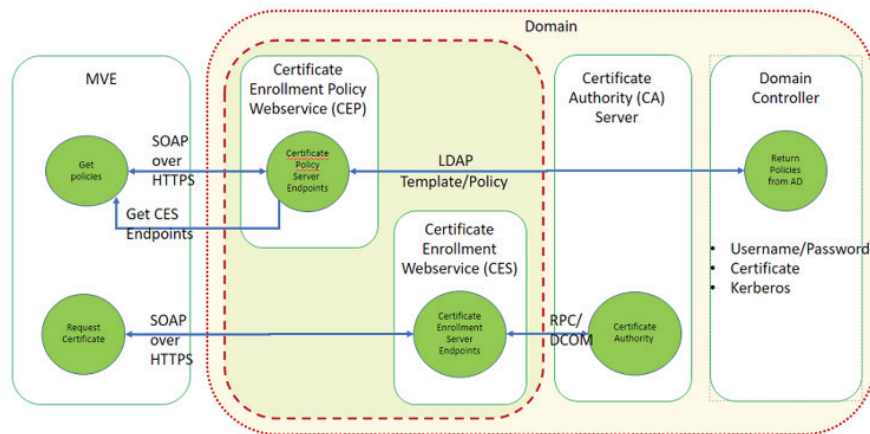 Domain
MVE
Certificate
Enrollment Policy
Webservice (CEP)
Certificate
Authority (CA)
Server
Domain
Controller
Get
policies
SOAP
over
HTTPS
Certificate
Policy
Server
Endpoints
LDAP
Template/Policy
Return
Policies
from AD
Get CES
Endpoints
Certificate
Enrollment
Webservice (CES)
• Username/Password
• Certificate
• Kerberos
Request
Certificate
SOAP
over
HTTPS
Certificate
Enrollment
Server
Endpoints
RPC/
DCOM
Certificate
Authority